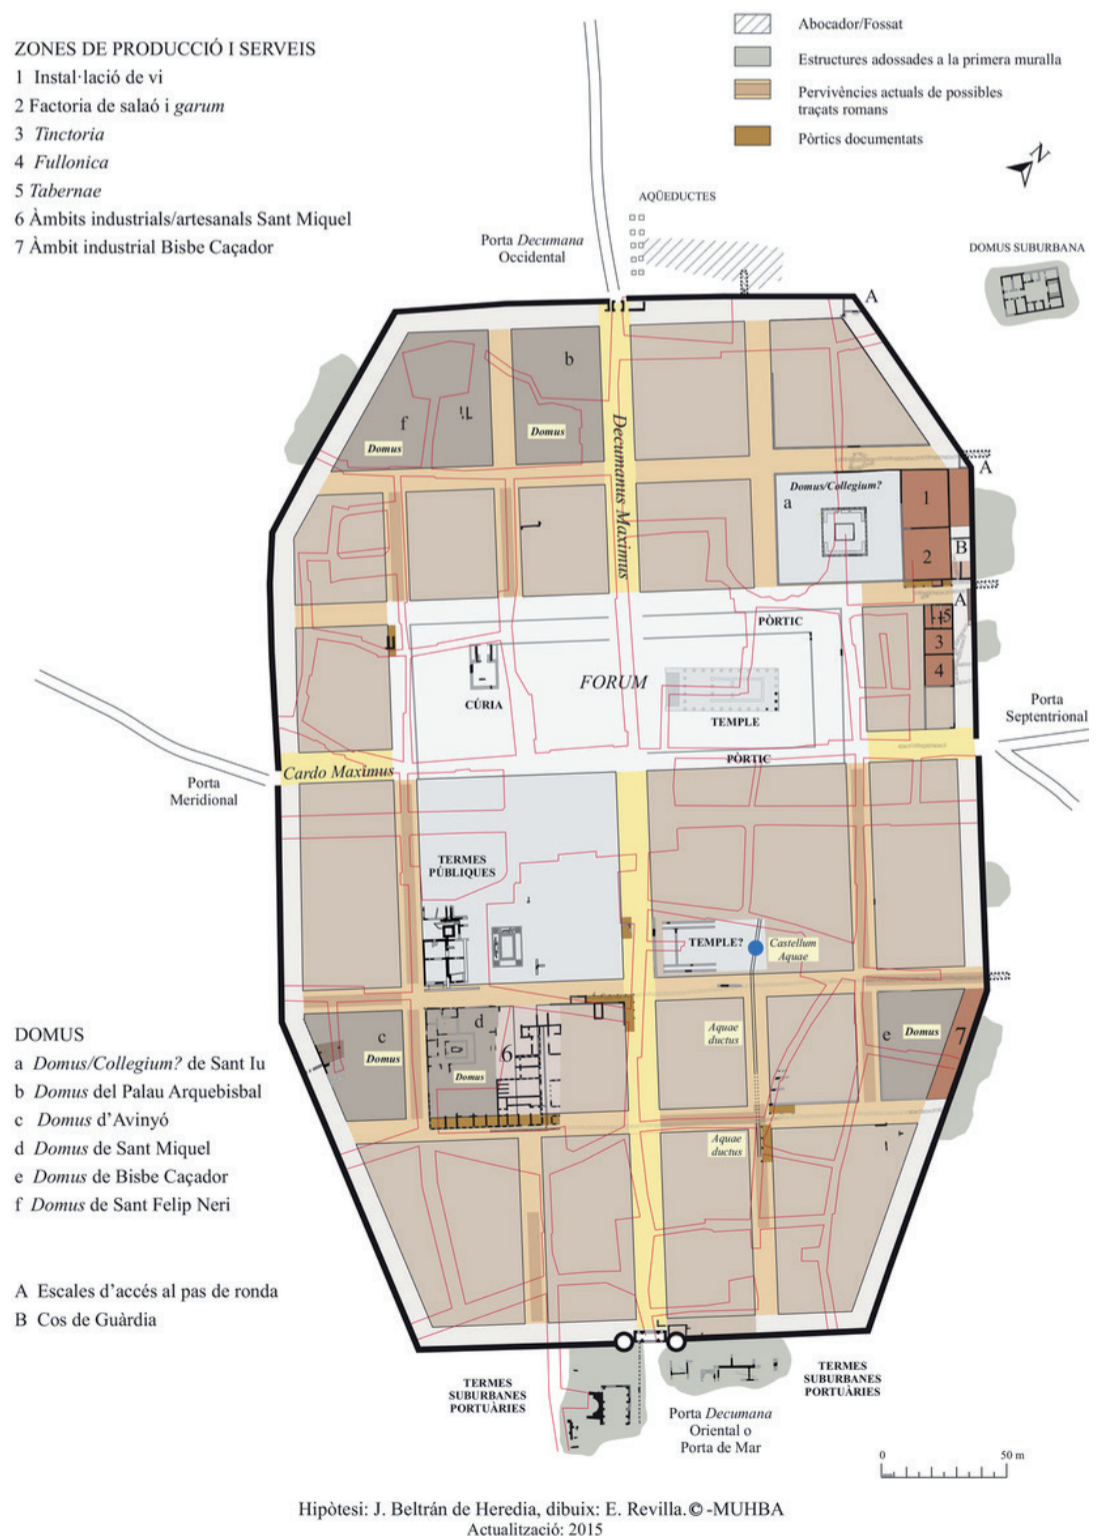 ZONES DE PRODUCCIÓ I SERVEIS
1 Instal·lació de vi
2 Factoria de salaó i garum
3 Tinctoria
4 Fullonica
5 Tabernae
6 Àmbits industrials/artesanals Sant Miquel
7 Àmbit industrial Bisbe Caçador
Abocador/Fossat
Estructures adossades a la primera muralla
Pervivències actuals de possibles
traçats romans
Pòrtics documentats
N
AQÜEDUCTES
Porta Decumana
Occidental
DOMUS SUBURBANA
A
b
f
Domus
Domus
Decumanus Maximus
A
Domus/Collegium?
a
1
2
B
A
5
3
4
PÒRTIC
FORUM
CÚRIA
TEMPLE
PÒRTIC
Porta
Septentrional
Cardo Maximus
Porta
Meridional
TERMES
PÚBLIQUES
TEMPLE?
Castellum
Aquae
c
Domus
d
Domus
6
Aquae
ductus
e
Domus
7
Aquae
ductus
DOMUS
a Domus/Collegium? de Sant Iu
b Domus del Palau Arquebisbal
c Domus d'Avinyó
d Domus de Sant Miquel
e Domus de Bisbe Caçador
f Domus de Sant Felip Neri
A Escales d'accés al pas de ronda
B Cos de Guàrdia
TERMES
SUBURBANES
PORTUÀRIES
TERMES
SUBURBANES
PORTUÀRIES
Porta Decumana
Oriental o
Porta de Mar
0 50 m
Hipòtesi: J. Beltrán de Heredia, dibuix: E. Revilla.© -MUHBA
Actualització: 2015